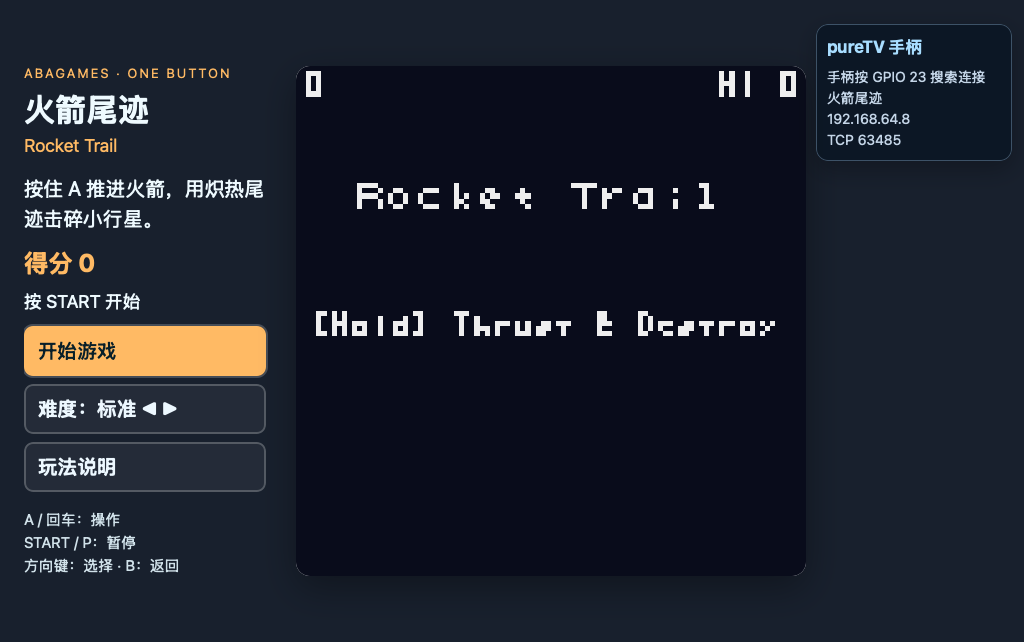 ABAGAMES · ONE BUTTON
火箭尾迹
Rocket Trail
按住 A 推进火箭，用炽热尾
迹击碎小行星。
得分 0
按 START 开始
开始游戏
难度：标准 ◀ ▶
玩法说明
A / 回车：操作
START / P：暂停
方向键：选择 · B：返回
0
HI 0
Rocket Trail
[Hold] Thrust & Destroy
pureTV 手柄
手柄按 GPIO 23 搜索连接
火箭尾迹
192.168.64.8
TCP 63485